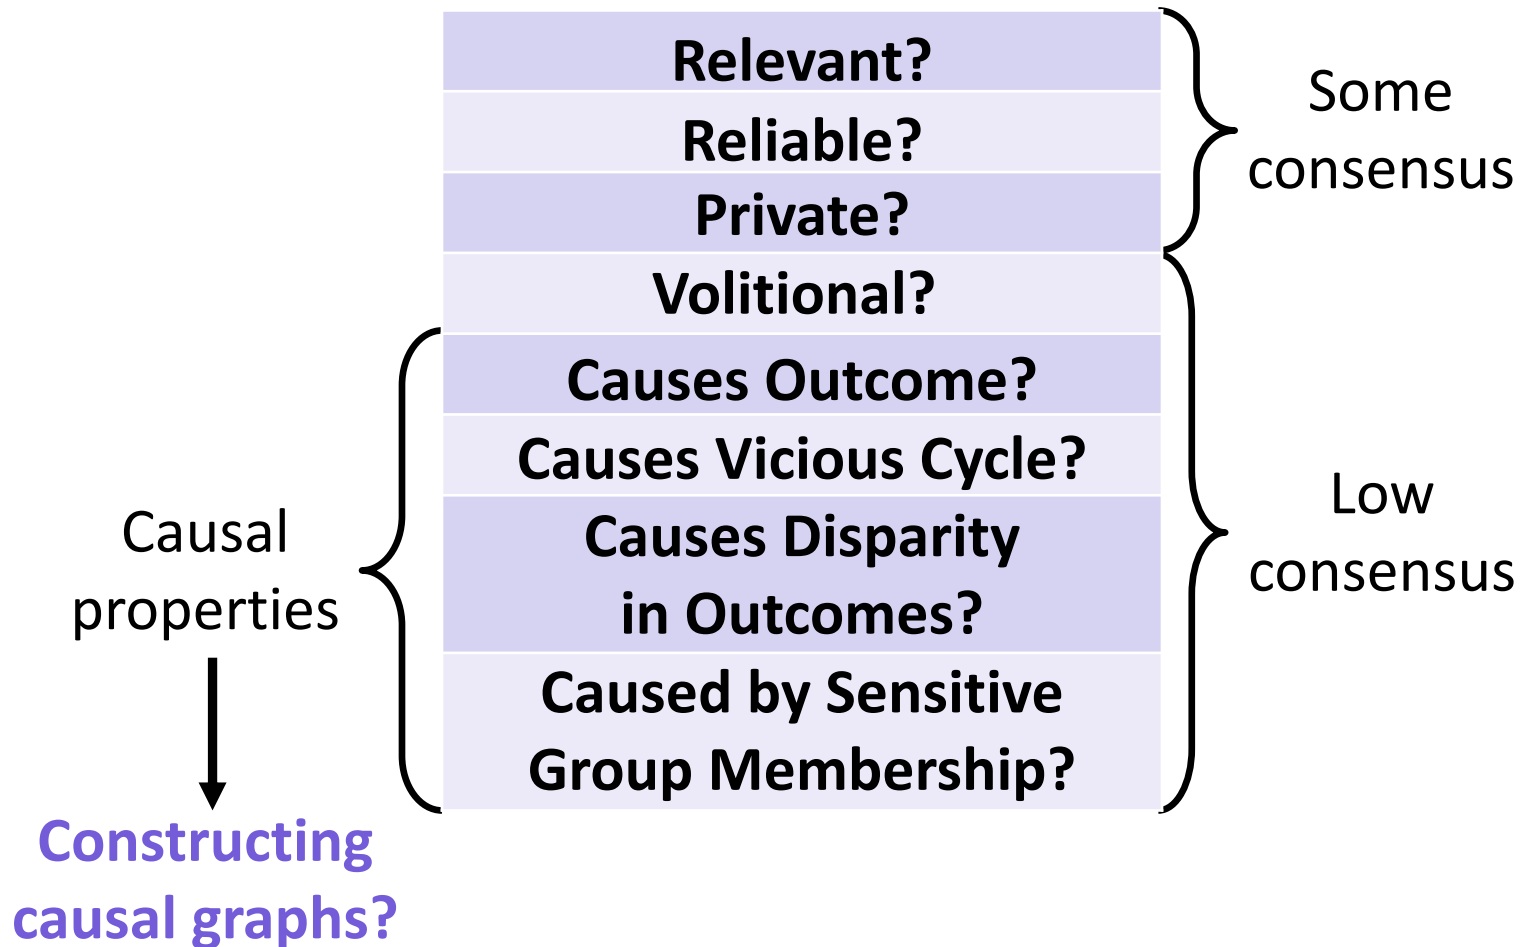 Relevant?
Reliable?
Private?
Volitional?
Causes Outcome?
Causes Vicious Cycle?
Causes Disparity
in Outcomes?
Caused by Sensitive
Group Membership?
Some
consensus
Low
consensus
Causal
properties
Constructing
causal graphs?